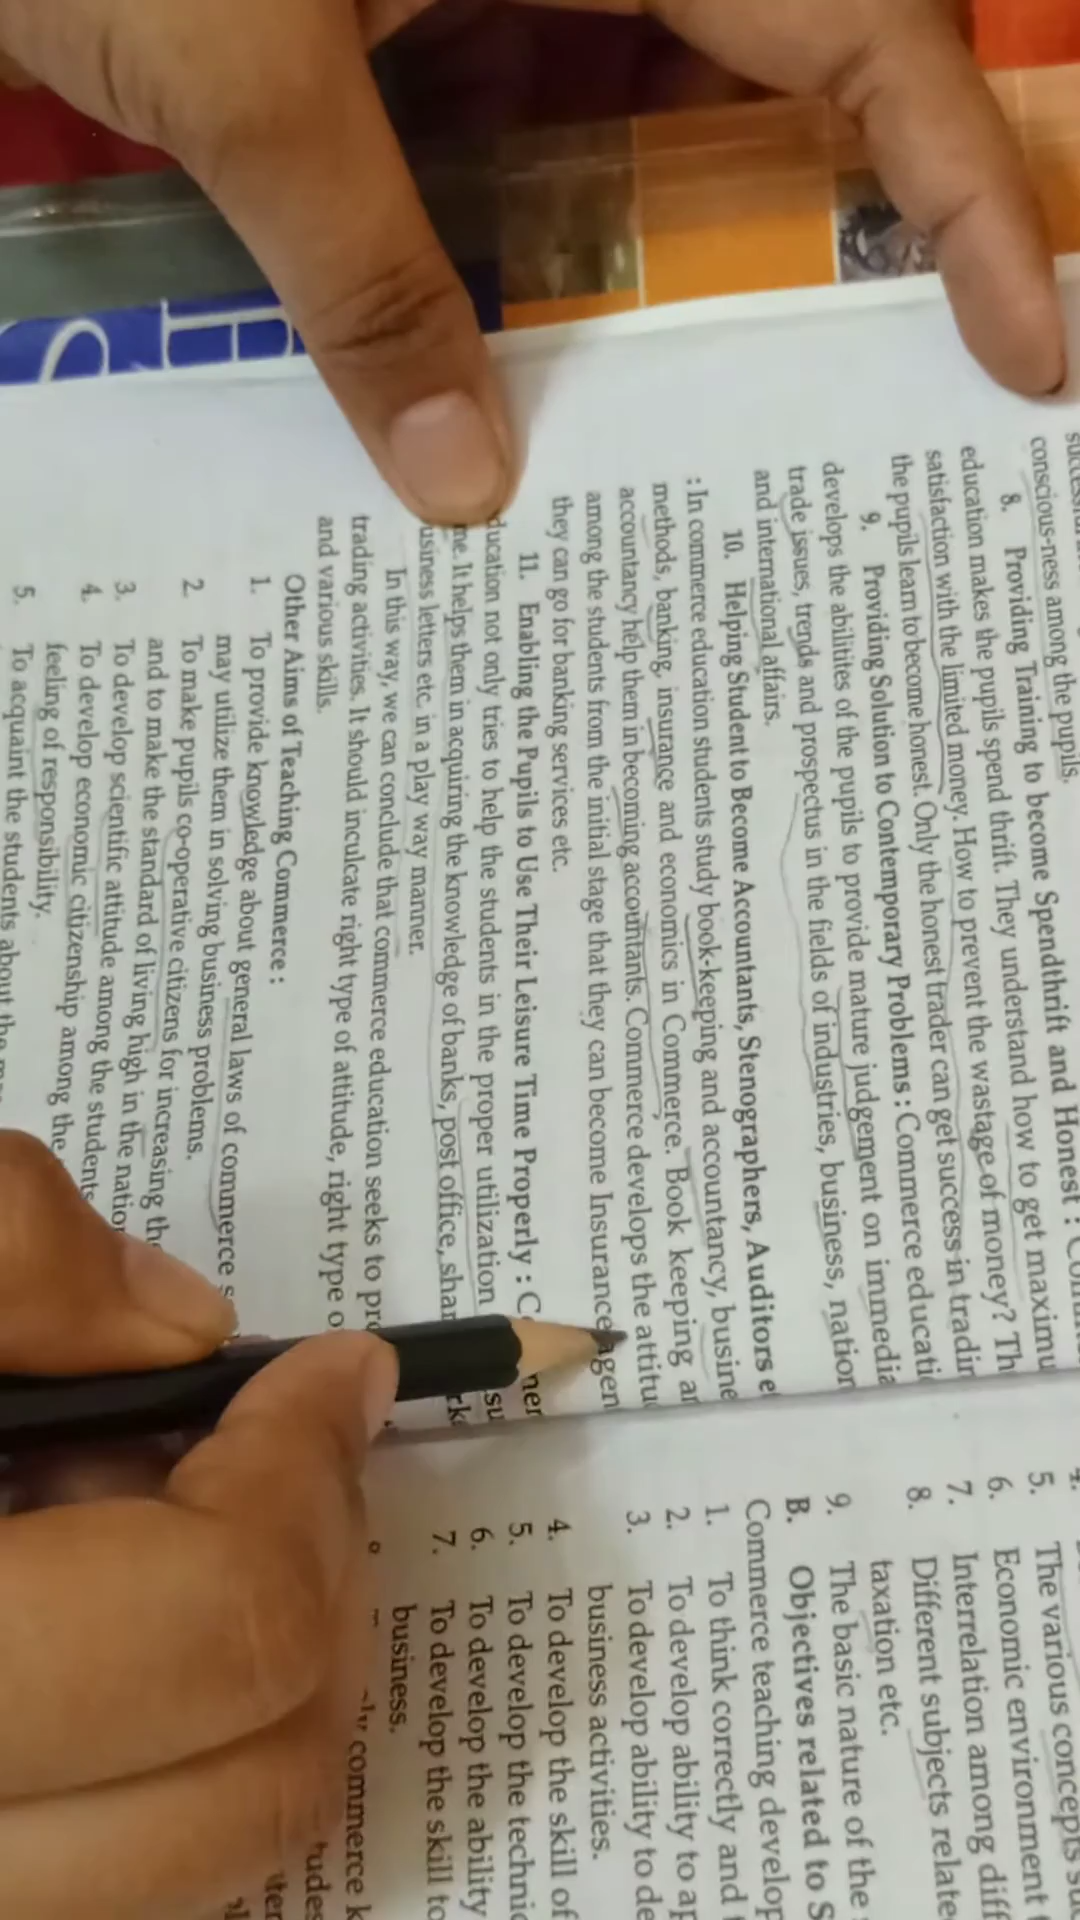 conscious-ness among the pupils.
8. Providing Training to become Spendthrift and Honest :
education makes the pupils spend thrift. They understand how to get maximu
satisfaction with the limited money. How to prevent the wastage of money? Th
the pupils learn to become honest. Only the honest trader can get success in tradin
9. Providing Solution to Contemporary Problems : Commerce educati
develops the abilitites of the pupils to provide mature judgement on immedia
trade issues, trends and prospectus in the fields of industries, business, nation
and international affairs.
10. Helping Student to Become Accountants, Stenographers, Auditors e
: In commerce education students study book-keeping and accountancy, busine
methods, banking, insurance and economics in Commerce. Book keeping an
accountancy help them in becoming accountants. Commerce develops the attitu
among the students from the initial stage that they can become Insurance agen
they can go for banking services etc.
11. Enabling the Pupils to Use Their Leisure Time Properly :
ducation not only tries to help the students in the proper utilization
me. It helps them in acquiring the knowledge of banks, post office, shar
usiness letters etc. in a play way manner.
In this way, we can conclude that commerce education seeks to pro
trading activities. It should inculcate right type of attitude, right type o
and various skills.
Other Aims of Teaching Commerce :
1. To provide knowledge about general laws of commerce s
may utilize them in solving business problems.
2. To make pupils co-operative citizens for increasing the
and to make the standard of living high in the nation
3. To develop scientific attitude among the students
4. To develop economic citizenship among the
feeling of responsibility.
5. To acquaint the students about the
5. The various concepts su
6. Economic environment
7. Interrelation among diff
8. Different subjects relate
taxation etc.
9. The basic nature of the
B. Objectives related to S
Commerce teaching develop
1. To think correctly and
2. To develop ability to ap
3. To develop ability to de
business activities.
4. To develop the skill of
5. To develop the technic
6. To develop the ability
7. To develop the skill to
business.
commerce k